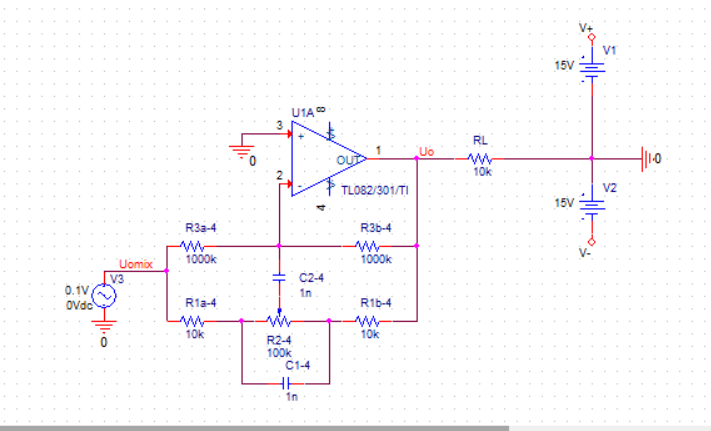 V+
V1
15V
U1A
8
3
+
0
OUT
1
Uo
RL
10k
0
2
-
TL082/301/TI
4
V2
15V
V-
R3a-4
1000k
R3b-4
1000k
Uomix
V3
0.1V
0Vdc
0
C2-4
1n
R1a-4
10k
R1b-4
10k
R2-4
100k
C1-4
1n